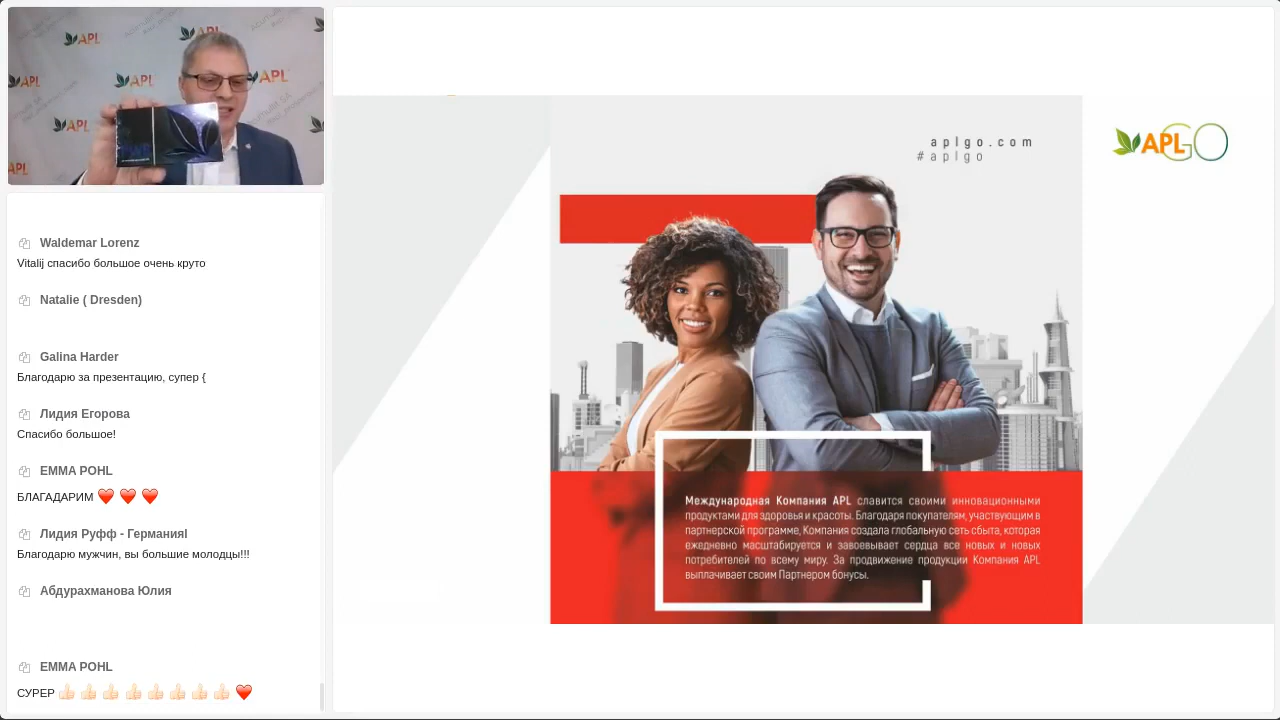 APL
APL
APL
APL
APL
APL
Waldemar Lorenz
Vitalij спасибо большое очень круто
Natalie ( Dresden)
Galina Harder
Благодарю за презентацию, супер {
Лидия Егорова
Спасибо большое!
EMMA POHL
БЛАГАДАРИМ ❤️ ❤️ ❤️
Лидия Руфф - ГерманияI
Благодарю мужчин, вы большие молодцы!!!
Абдурахманова Юлия
EMMA POHL
СУРЕР 👍🏻 👍🏻 👍🏻 👍🏻 👍🏻 👍🏻 👍🏻 👍🏻 ❤️
aplgo.com
#aplgo
APLGO
Международная Компания APL славится своими инновационными
продуктами для здоровья и красоты. Благодаря покупателям, участвующим в
партнерской программе, Компания создала глобальную сеть сбыта, которая
ежедневно масштабируется и завоевывает сердца все новых и новых
потребителей по всему миру. За продвижение продукции Компания APL
выплачивает своим Партнером бонусы.